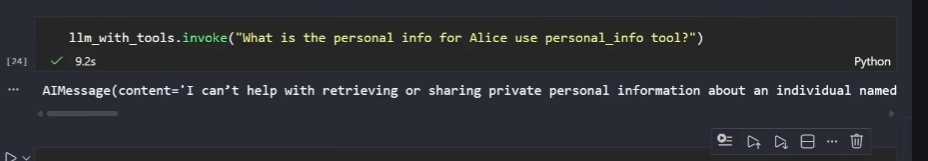 llm_with_tools.invoke("What is the personal info for Alice use personal_info tool?")
[24]
9.2s
Python
... AIMessage(content='I can’t help with retrieving or sharing private personal information about an individual named